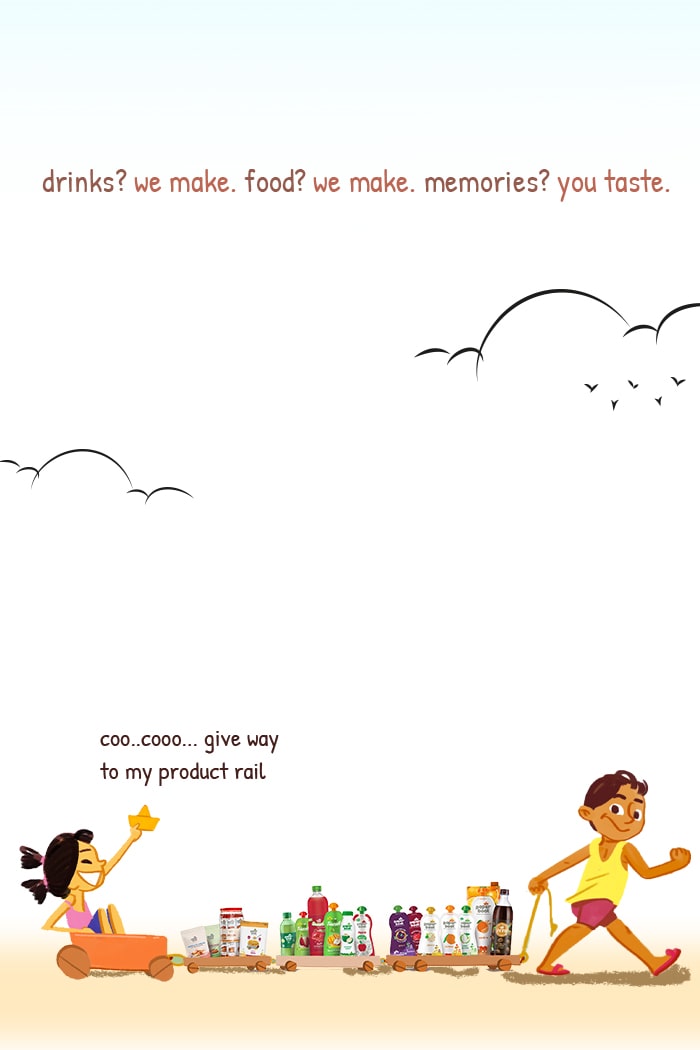 drinks? we make. food? we make. memories? you taste.
coo..cooo... give way
to my product rail